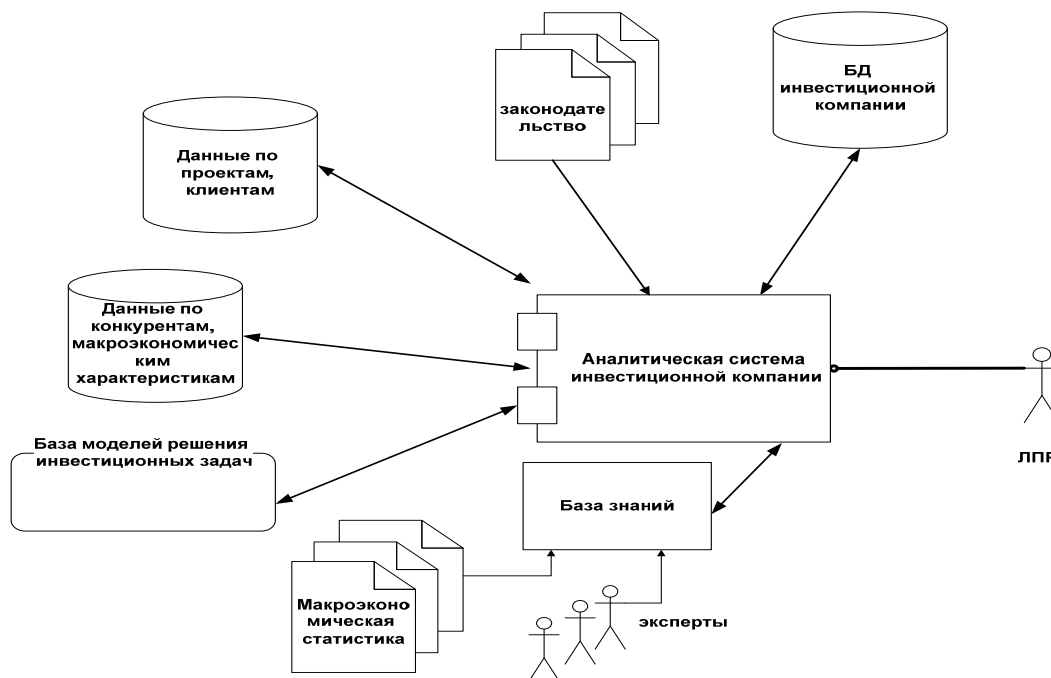 законодате
льство
БД
инвестиционной
компании
Данные по
проектам,
клиентам
Данные по
конкурентам,
макроэкономичес
ким
характеристикам
Аналитическая система
инвестиционной компании
База моделей решения
инвестиционных задач
ЛПР
База знаний
Макроэконо
мическая
статистика
эксперты